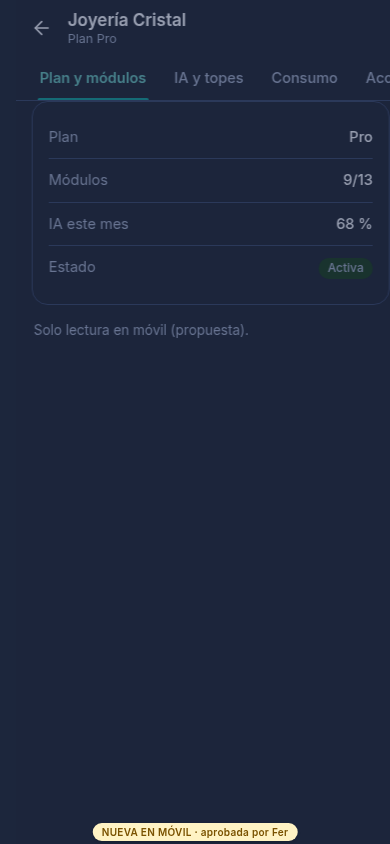 Joyería Cristal
Plan Pro
Plan y módulos IA y topes Consumo Acc
Plan Pro
Módulos 9/13
IA este mes 68 %
Estado Activa
Solo lectura en móvil (propuesta).
NUEVA EN MÓVIL · aprobada por Fer